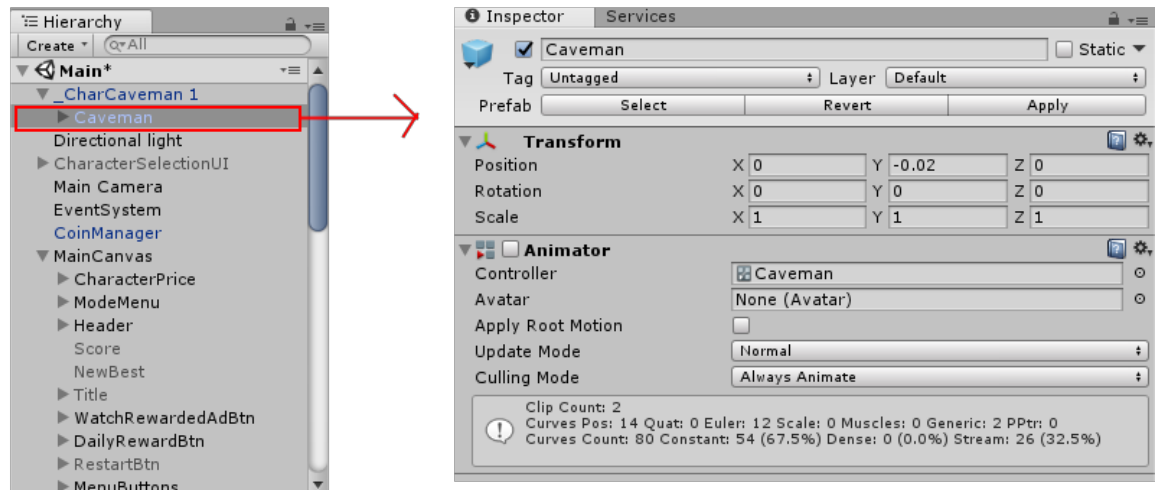 Hierarchy
Create All
Main*
_CharCaveman 1
Caveman
Directional light
CharacterSelectionUI
Main Camera
EventSystem
CoinManager
MainCanvas
CharacterPrice
ModeMenu
Header
Score
NewBest
Title
WatchRewardedAdBtn
DailyRewardBtn
RestartBtn
MenuButtons
Inspector Services
Caveman Static
Tag Untagged Layer Default
Prefab Select Revert Apply
Transform
Position X 0 Y -0.02 Z 0
Rotation X 0 Y 0 Z 0
Scale X 1 Y 1 Z 1
Animator
Controller Caveman
Avatar None (Avatar)
Apply Root Motion
Update Mode Normal
Culling Mode Always Animate
Clip Count: 2
Curves Pos: 14 Quat: 0 Euler: 12 Scale: 0 Muscles: 0 Generic: 2 PPtr: 0
Curves Count: 80 Constant: 54 (67.5%) Dense: 0 (0.0%) Stream: 26 (32.5%)